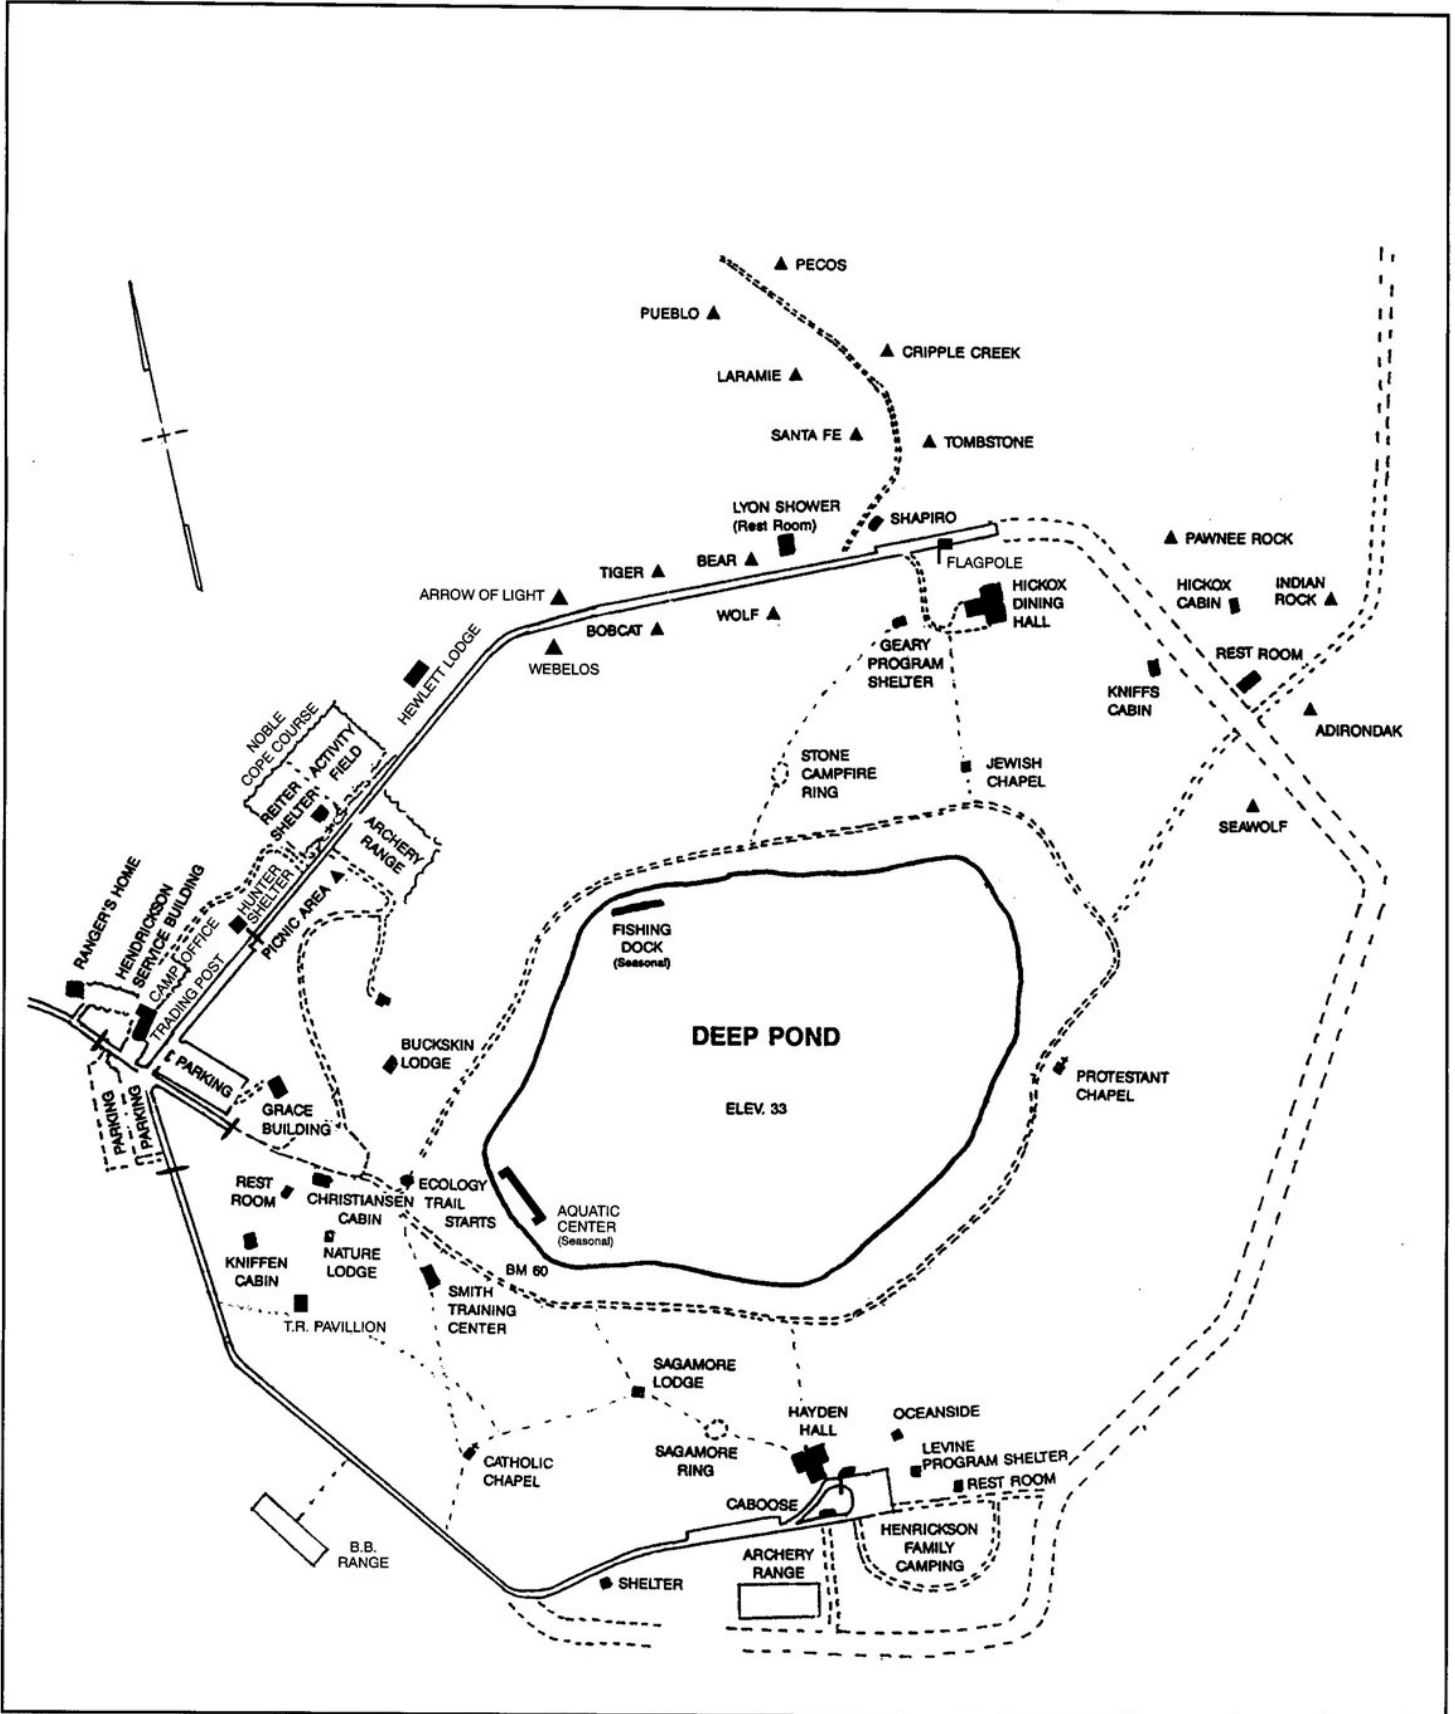 PECOS
PUEBLO
CRIPPLE CREEK
LARAMIE
SANTA FE
TOMBSTONE
LYON SHOWER
(Rest Room)
SHAPIRO
BEAR
FLAGPOLE
PAWNEE ROCK
TIGER
ARROW OF LIGHT
HICKOX
DINING
HALL
HICKOX
CABIN
INDIAN
ROCK
BOBCAT
WOLF
WEBELOS
GEARY
PROGRAM
SHELTER
REST ROOM
KNIFFS
CABIN
ADIRONDAK
HEWLETT LODGE
NOBLE
COPE COURSE
ACTIVITY
FIELD
REITER
SHELTER
STONE
CAMPFIRE
RING
JEWISH
CHAPEL
SEAWOLF
ARCHERY
RANGE
RANGER'S HOME
HENDRICKSON
SERVICE BUILDING
CAMP OFFICE
TRADING POST
HUNTER
SHELTER
PICNIC AREA
FISHING
DOCK
(Seasonal)
DEEP POND
ELEV. 33
BUCKSKIN
LODGE
PROTESTANT
CHAPEL
PARKING
PARKING
PARKING
GRACE
BUILDING
REST
ROOM
CHRISTIANSEN
CABIN
ECOLOGY
TRAIL
STARTS
AQUATIC
CENTER
(Seasonal)
KNIFFEN
CABIN
NATURE
LODGE
BM 60
SMITH
TRAINING
CENTER
T.R. PAVILLION
SAGAMORE
LODGE
HAYDEN
HALL
OCEANSIDE
SAGAMORE
RING
LEVINE
PROGRAM SHELTER
REST ROOM
CATHOLIC
CHAPEL
CABOOSE
HENRICKSON
FAMILY
CAMPING
B.B.
RANGE
ARCHERY
RANGE
SHELTER